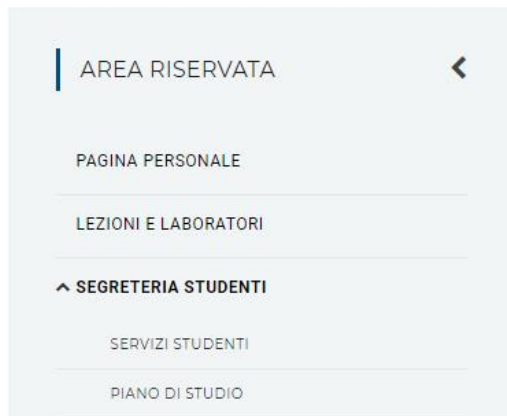 AREA RISERVATA
PAGINA PERSONALE
LEZIONI E LABORATORI
SEGRETERIA STUDENTI
SERVIZI STUDENTI
PIANO DI STUDIO